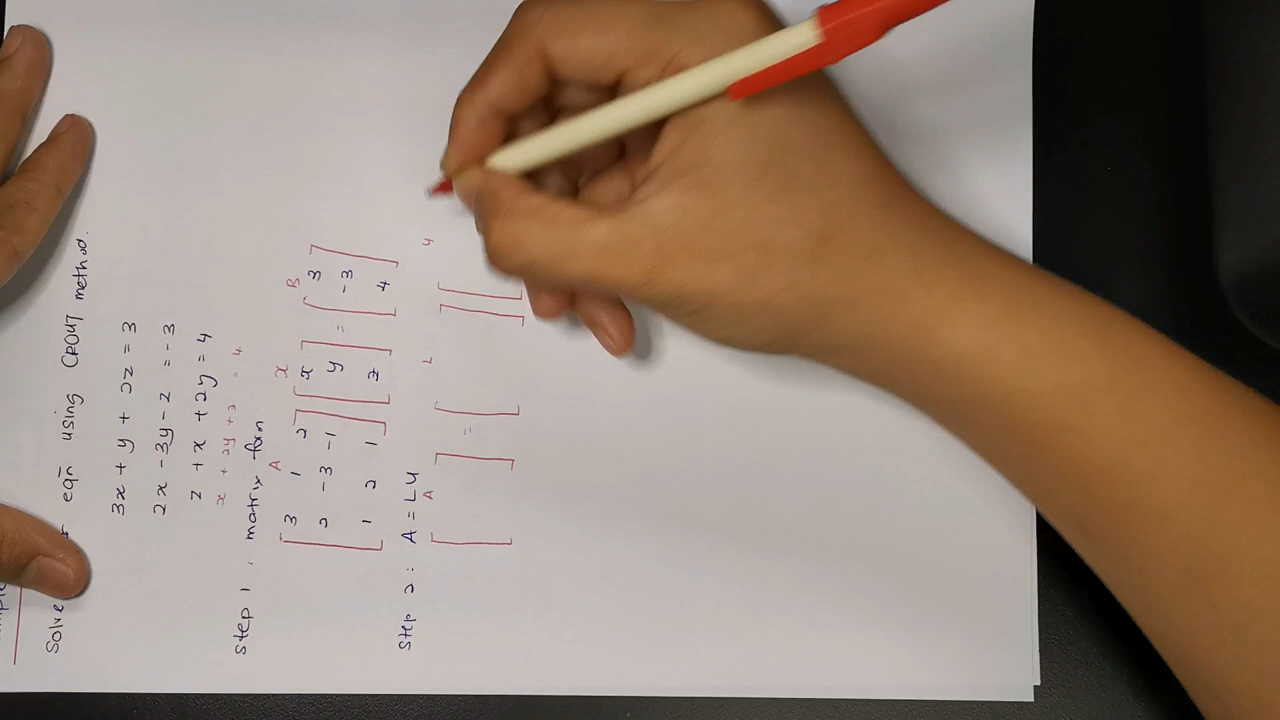 Solve eqn using CROUT method.
3x + y + 2z = 3
2x - 3y - z = -3
z + x + 2y = 4
x + 2y + z = 4
step 1 : matrix form
A x B
3 1 2 x = 3
2 -3 -1 y -3
1 2 1 z 4
step 2 : A = LU
A = L U